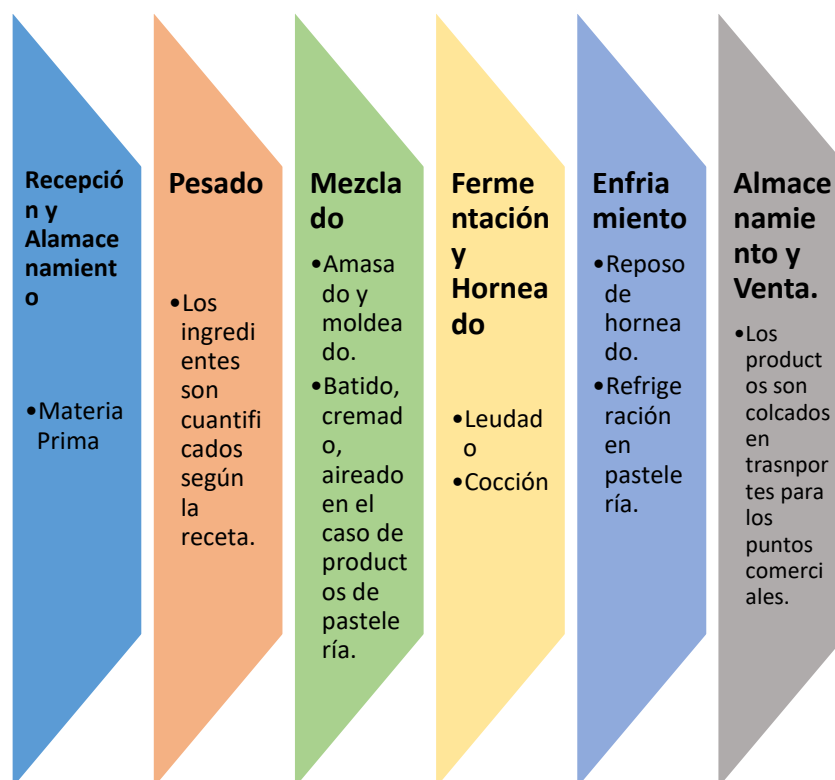 Recepció
n y
Alamace
namient
o
•Materia
Prima
Pesado
•Los
ingredi
entes
son
cuantifi
cados
según
la
receta.
Mezcla
do
•Amasa
do y
moldea
do.
•Batido,
cremad
o,
aireado
en el
caso de
product
os de
pastele
ría.
Ferme
ntación
y
Hornea
do
•Leudad
o
•Cocción
Enfria
miento
•Reposo
de
hornea
do.
•Refrige
ración
en
pastele
ría.
Almace
namie
nto y
Venta.
•Los
product
os son
colcados
en
trasnpor
tes para
los
puntos
comerci
ales.